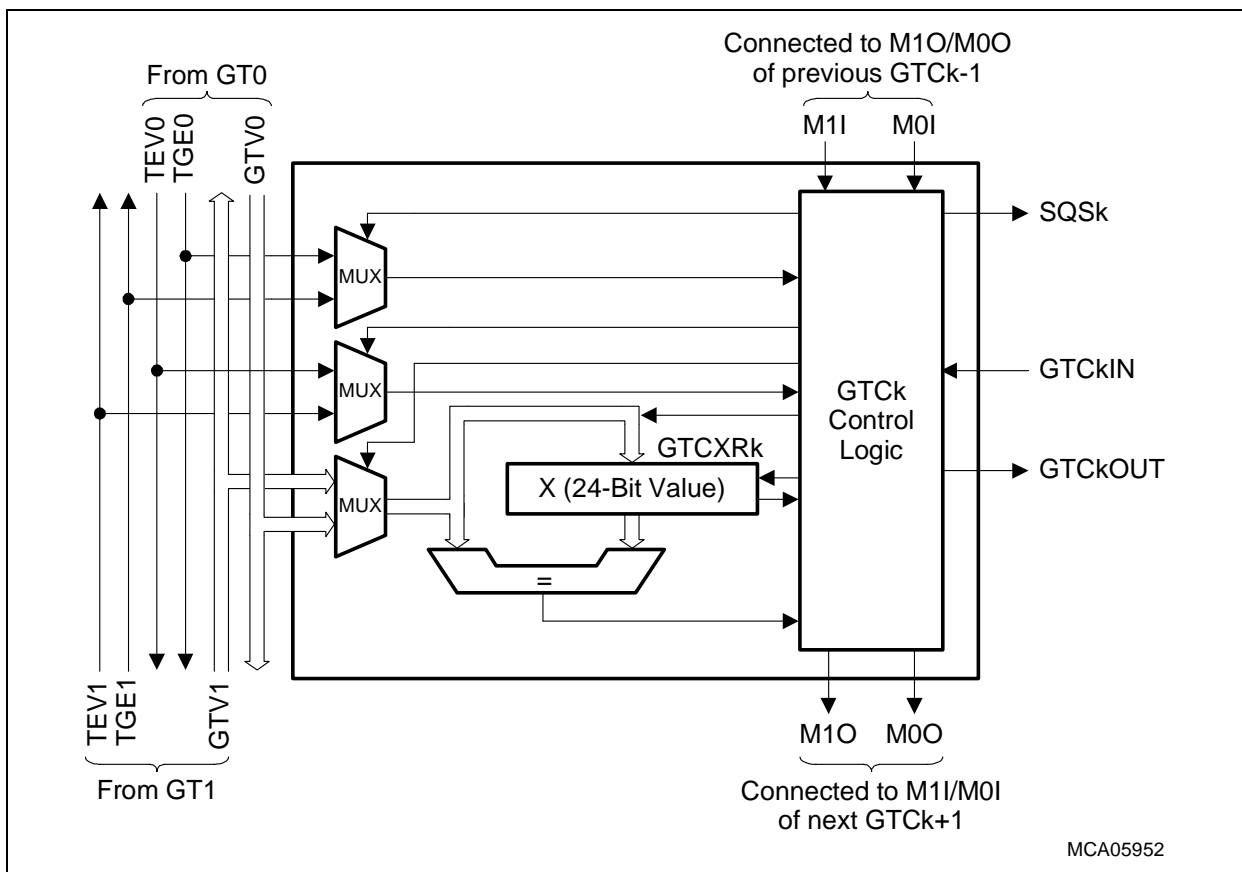 Connected to M1O/M0O
of previous GTCk-1
From GT0
M1I
M0I
TEV0
TGE0
GTV0
SQSk
MUX
MUX
GTCkIN
GTCk
Control
Logic
GTCXRk
X (24-Bit Value)
MUX
GTCkOUT
=
TEV1
TGE1
GTV1
M1O
M0O
From GT1
Connected to M1I/M0I
of next GTCk+1
MCA05952